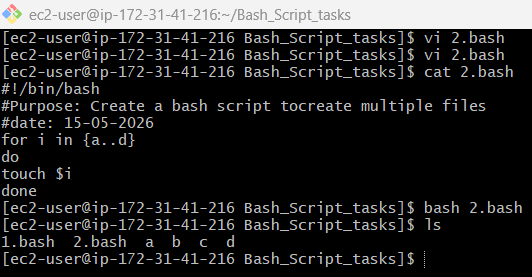 ec2-user@ip-172-31-41-216:~/Bash_Script_tasks
[ec2-user@ip-172-31-41-216 Bash_Script_tasks]$ vi 2.bash
[ec2-user@ip-172-31-41-216 Bash_Script_tasks]$ vi 2.bash
[ec2-user@ip-172-31-41-216 Bash_Script_tasks]$ cat 2.bash
#!/bin/bash
#Purpose: Create a bash script tocreate multiple files
#date: 15-05-2026
for i in {a..d}
do
touch $i
done
[ec2-user@ip-172-31-41-216 Bash_Script_tasks]$ bash 2.bash
[ec2-user@ip-172-31-41-216 Bash_Script_tasks]$ ls
1.bash  2.bash  a  b  c  d
[ec2-user@ip-172-31-41-216 Bash_Script_tasks]$